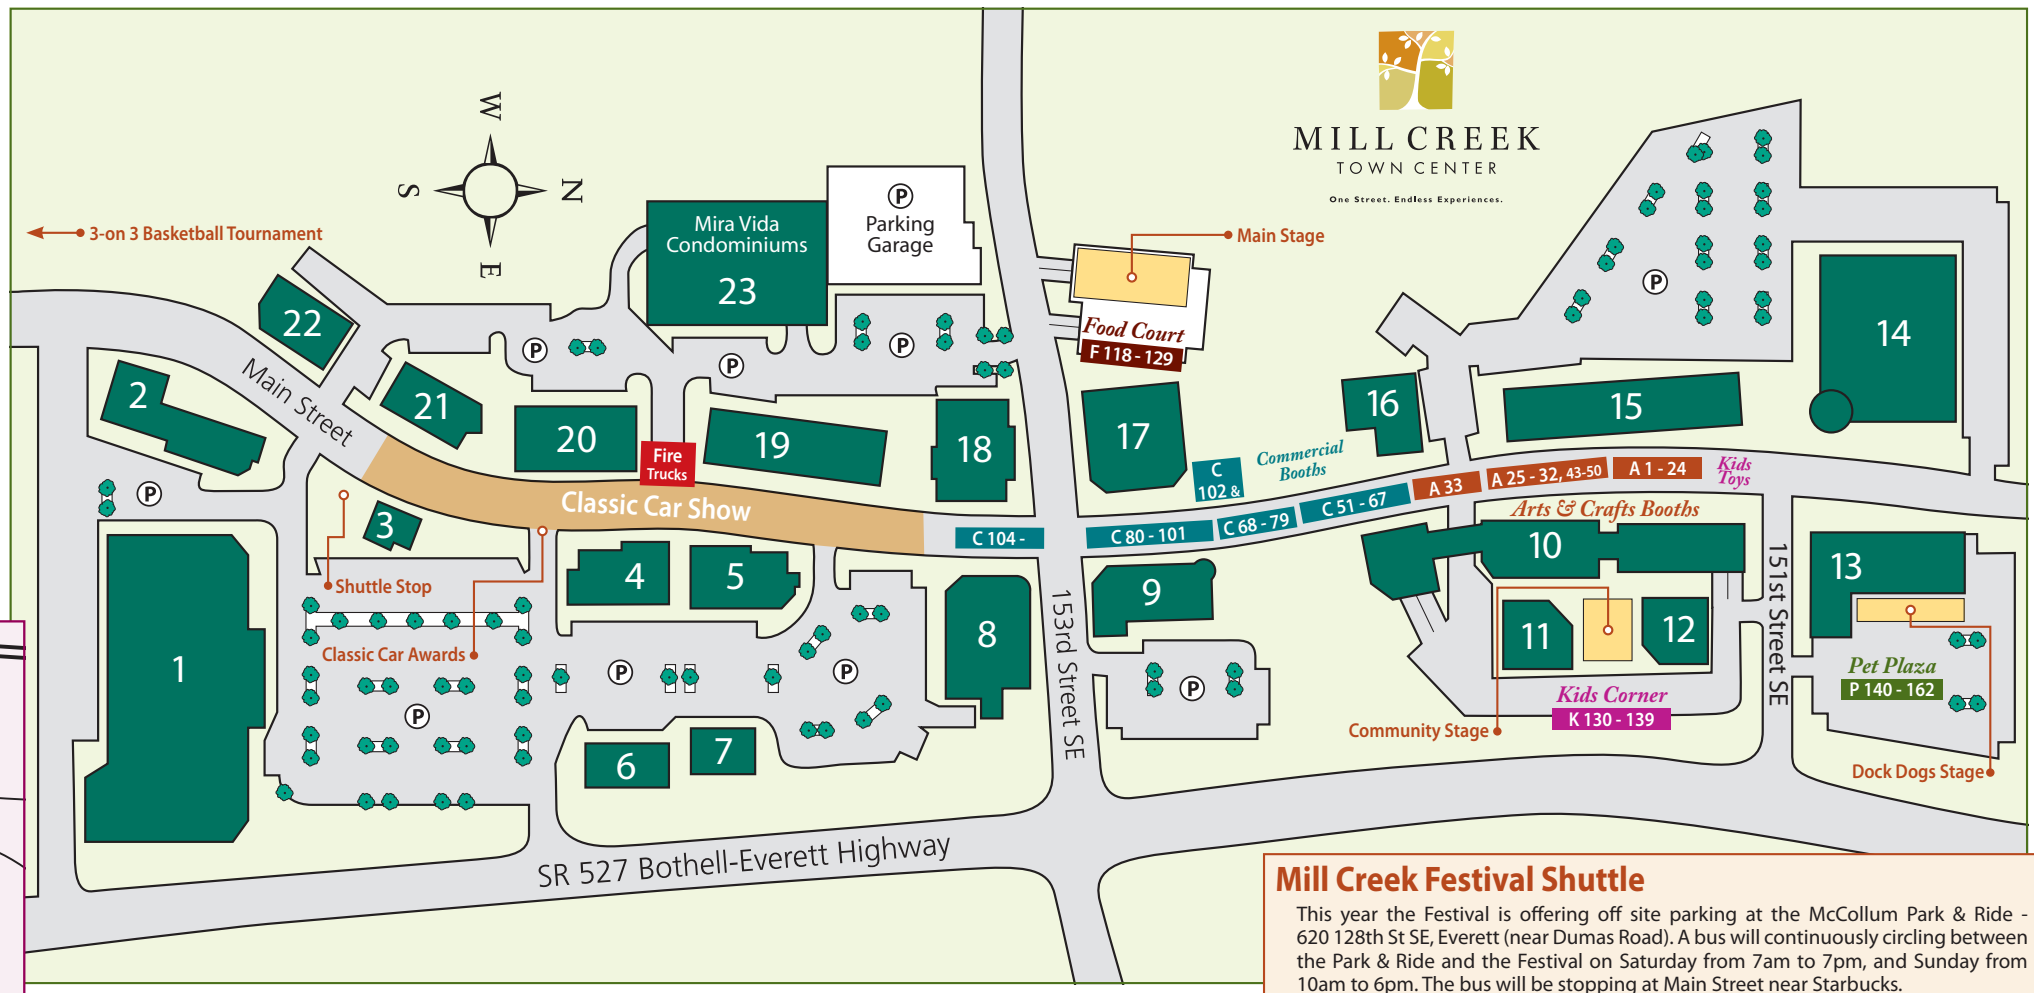 MILL CREEK
TOWN CENTER
One Street. Endless Experiences.
W
S
N
E
3-on 3 Basketball Tournament
Mira Vida
Condominiums
23
P
Parking
Garage
Main Stage
Food Court
F 118 - 129
22
Main Street
2
21
20
Fire
Trucks
19
18
17
16
15
14
P
P
P
P
P
C
102 &
Commercial
Booths
Kids
Toys
A 1 - 24
A 25 - 32, 43-50
A 33
C 51 - 67
C 68 - 79
C 80 - 101
C 104 -
Classic Car Show
Arts & Crafts Booths
3
Shuttle Stop
Classic Car Awards
4
5
8
9
10
11
12
13
153rd Street SE
151st Street SE
1
P
P
P
P
6
7
Kids Corner
K 130 - 139
Community Stage
Pet Plaza
P 140 - 162
Dock Dogs Stage
SR 527 Bothell-Everett Highway
Mill Creek Festival Shuttle
This year the Festival is offering off site parking at the McCollum Park & Ride -
620 128th St SE, Everett (near Dumas Road). A bus will continuously circling between
the Park & Ride and the Festival on Saturday from 7am to 7pm, and Sunday from
10am to 6pm. The bus will be stopping at Main Street near Starbucks.